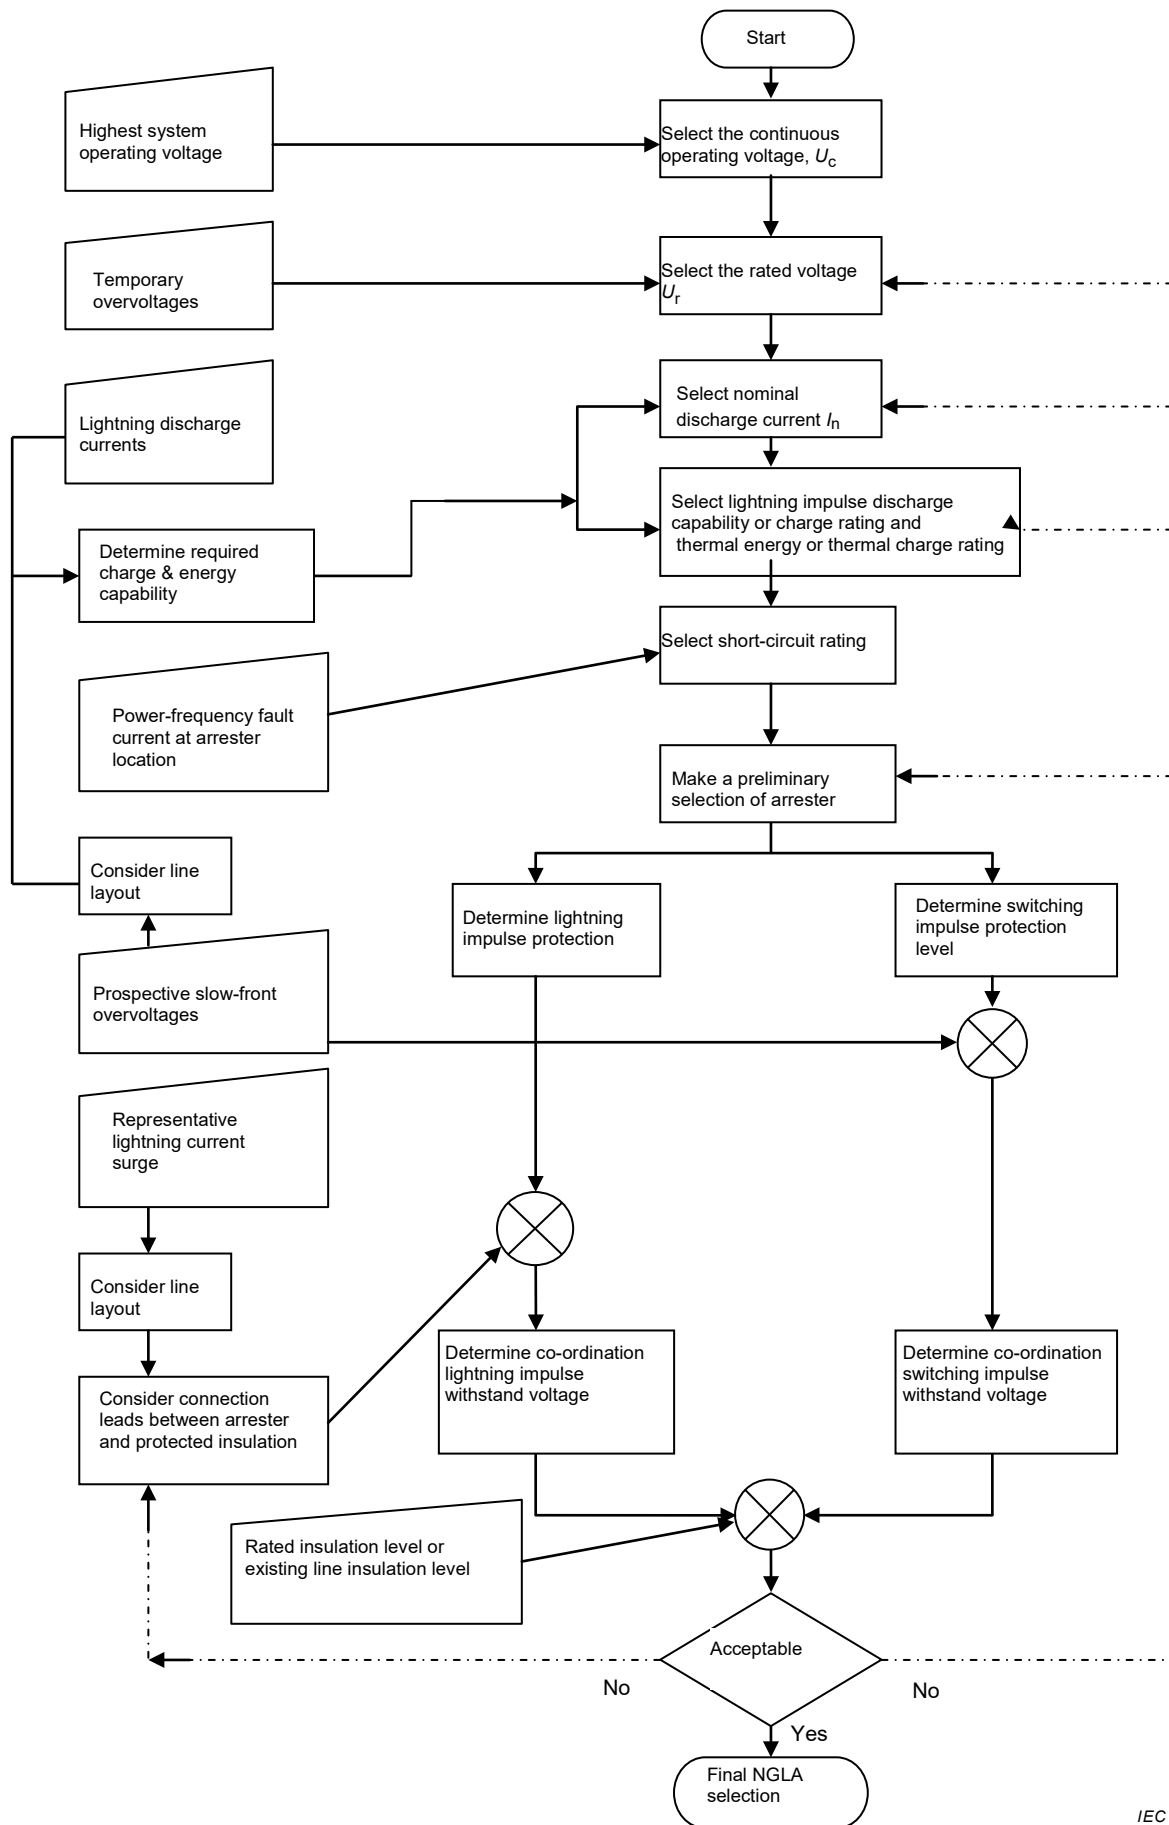 Start
Highest system
operating voltage
Select the continuous
operating voltage, Uc
Temporary
overvoltages
Select the rated voltage
Ur
Lightning discharge
currents
Select nominal
discharge current In
Select lightning impulse discharge
capability or charge rating and
thermal energy or thermal charge rating
Determine required
charge & energy
capability
Select short-circuit rating
Power-frequency fault
current at arrester
location
Make a preliminary
selection of arrester
Consider line
layout
Determine lightning
impulse protection
Determine switching
impulse protection
level
Prospective slow-front
overvoltages
Representative
lightning current
surge
Consider line
layout
Determine co-ordination
lightning impulse
withstand voltage
Determine co-ordination
switching impulse
withstand voltage
Consider connection
leads between arrester
and protected insulation
Rated insulation level or
existing line insulation level
Acceptable
No
No
Yes
Final NGLA
selection
IEC